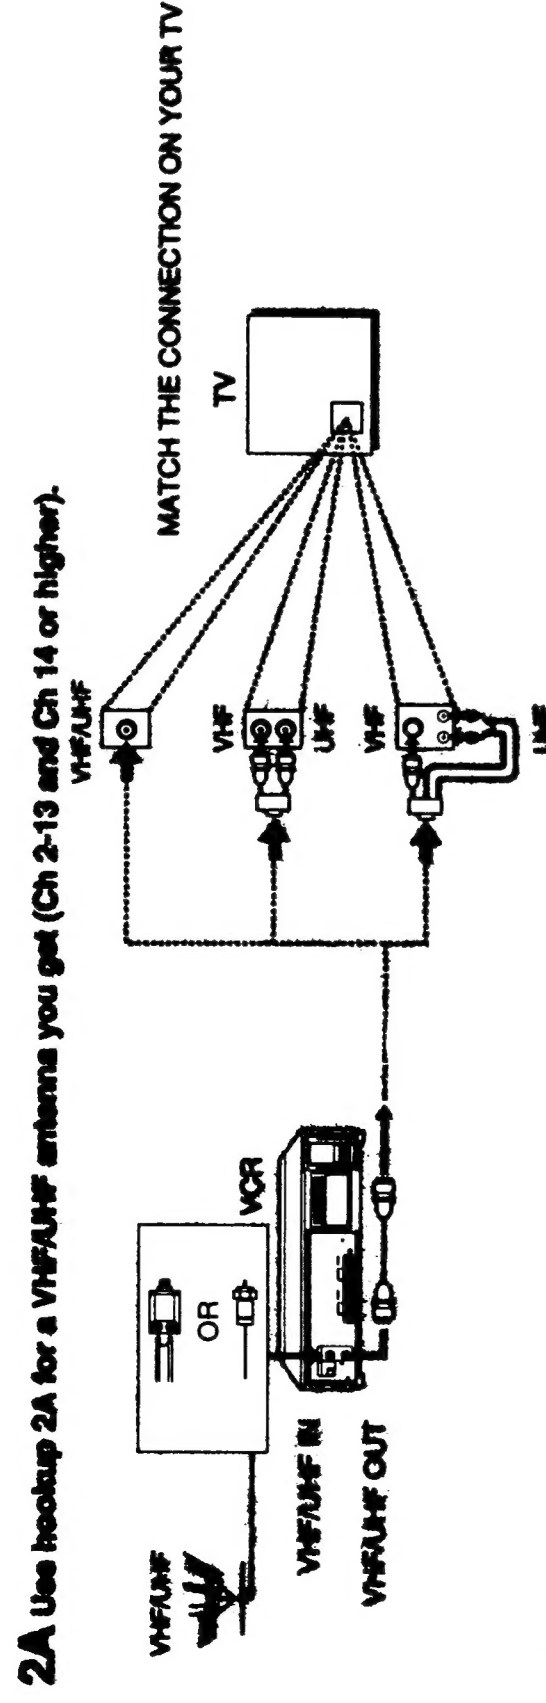 2A Use hookup 2A for a VHF/UHF antenna you get (Ch 2-13 and Ch 14 or higher).
MATCH THE CONNECTION ON YOUR TV
VHF/UHF
OR
VCR
VHF/UHF IN
VHF/UHF OUT
VHF/UHF
VHF
UHF
VHF
UHF
TV